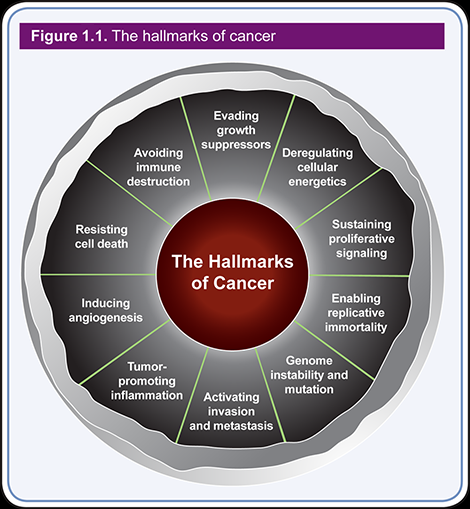 Figure 1.1. The hallmarks of cancer
Evading
growth
suppressors
Deregulating
cellular
energetics
Sustaining
proliferative
signaling
Enabling
replicative
immortality
Genome
instability and
mutation
Activating
invasion
and metastasis
Tumor-
promoting
inflammation
Inducing
angiogenesis
Resisting
cell death
Avoiding
immune
destruction
The Hallmarks
of Cancer